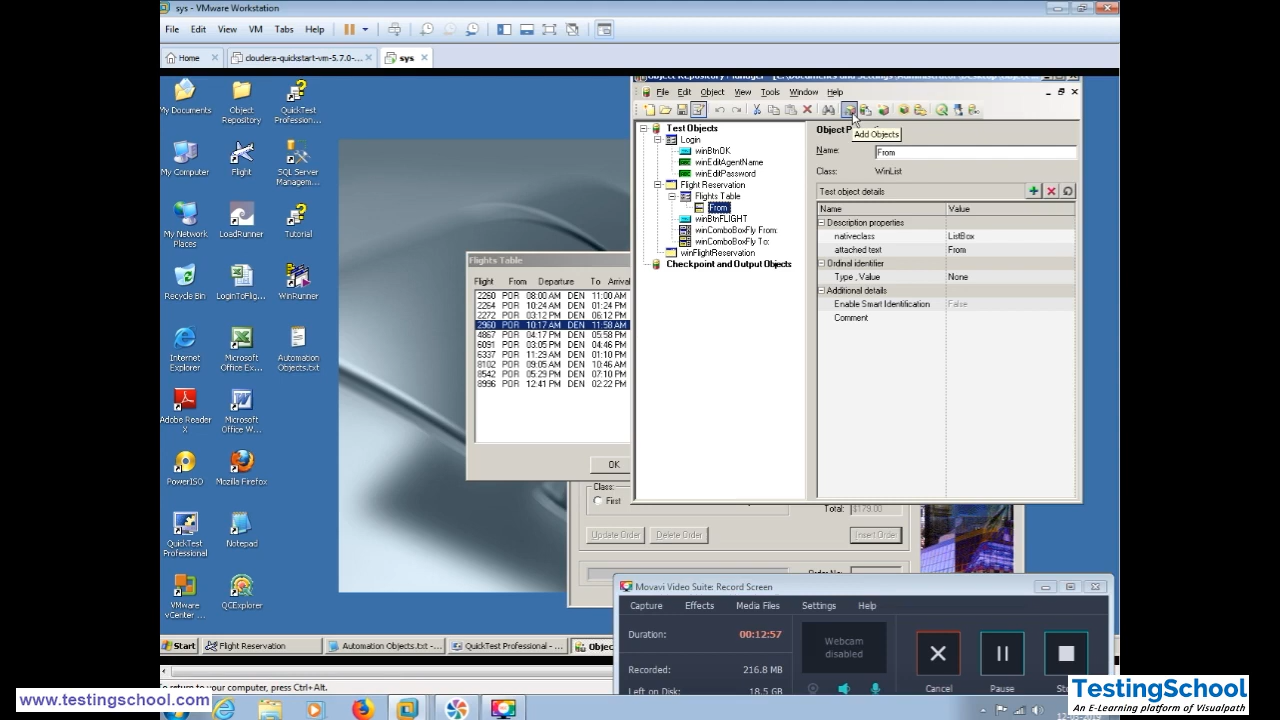 sys - VMware Workstation
File Edit View VM Tabs Help
Home
cloudera-quickstart-vm-5.7.0-...
sys
My Documents
Object Repository
QuickTest Profession...
My Computer
Flight
SQL Server Managem...
My Network Places
LoadRunner
Tutorial
Recycle Bin
LoginToFlig...
WinRunner
Internet Explorer
Microsoft Office Ex...
Automation Objects.txt
Adobe Reader X
Microsoft Office W...
PowerISO
Mozilla Firefox
QuickTest Professional
Notepad
VMware vCenter ...
QCExplorer
File Edit Object View Tools Window Help
Add Objects
Test Objects
Login
winBtnOK
winEditAgentName
winEditPassword
Flight Reservation
Flights Table
From
winBtnFLIGHT
winComboBoxFly From:
winComboBoxFly To:
winFlightReservation
Checkpoint and Output Objects
Name: From
Class: WinList
Test object details
Name Value
Description properties
nativeclass ListBox
attached text From
Ordinal identifier
Type , Value None
Additional details
Enable Smart Identification False
Comment
Flights Table
Flight From Departure To Arrival
2260 POR 08:00 AM DEN 11:00 AM
2264 POR 10:24 AM DEN 01:24 PM
2272 POR 03:12 PM DEN 06:12 PM
2960 POR 10:17 AM DEN 11:58 AM
4867 POR 04:17 PM DEN 05:58 PM
6091 POR 03:05 PM DEN 04:46 PM
6337 POR 11:29 AM DEN 01:10 PM
8102 POR 09:05 AM DEN 10:46 AM
8542 POR 05:29 PM DEN 07:10 PM
8996 POR 12:41 PM DEN 02:22 PM
OK
Class:
First
Total: $179.00
Update Order Delete Order Insert Order
Movavi Video Suite: Record Screen
Capture Effects Media Files Settings Help
Duration: 00:12:57
Webcam disabled
Recorded: 216.8 MB
Left on Disk: 18.5 GB
Cancel Pause
Start
Flight Reservation
Automation Objects.txt -...
QuickTest Professional - ...
Objec
To return to your computer, press Ctrl+Alt.
www.testingschool.com
TestingSchool
An E-Learning platform of Visualpath